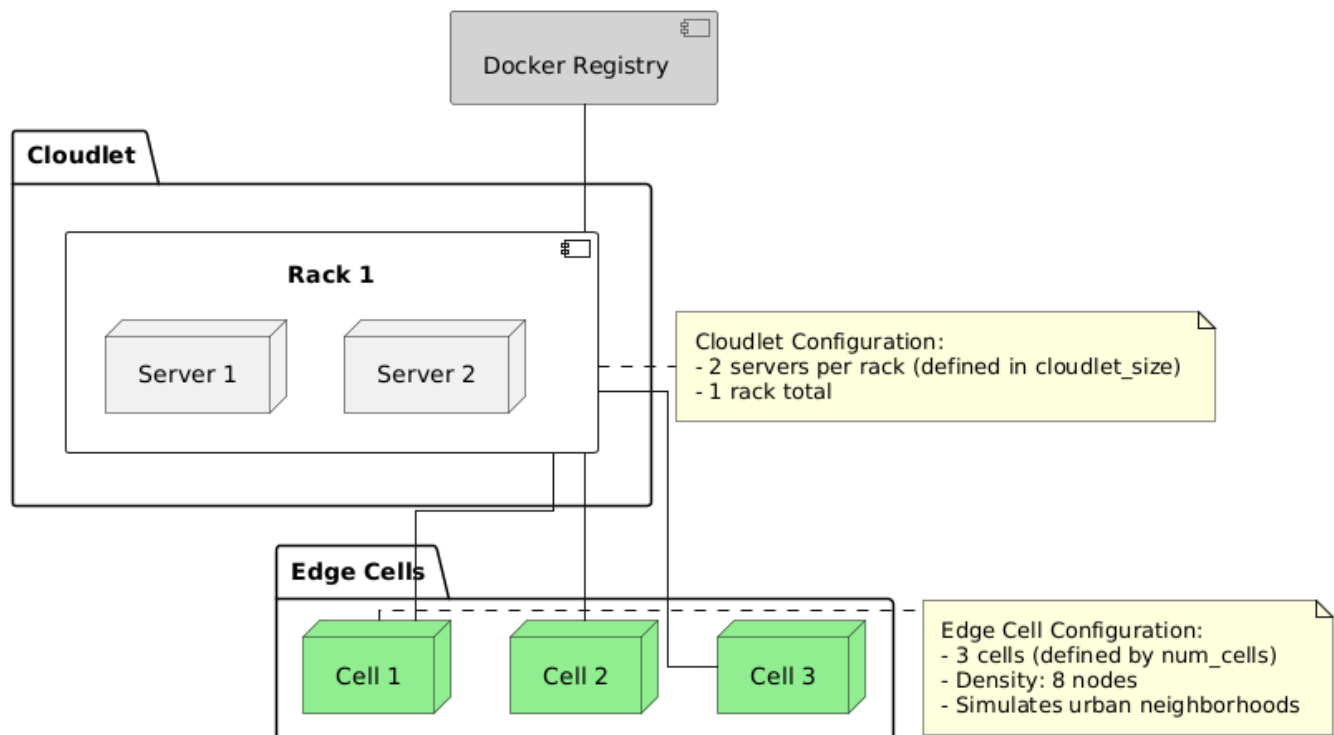 Docker Registry
Cloudlet
Rack 1
Server 1
Server 2
Cloudlet Configuration:
- 2 servers per rack (defined in cloudlet_size)
- 1 rack total
Edge Cells
Cell 1
Cell 2
Cell 3
Edge Cell Configuration:
- 3 cells (defined by num_cells)
- Density: 8 nodes
- Simulates urban neighborhoods